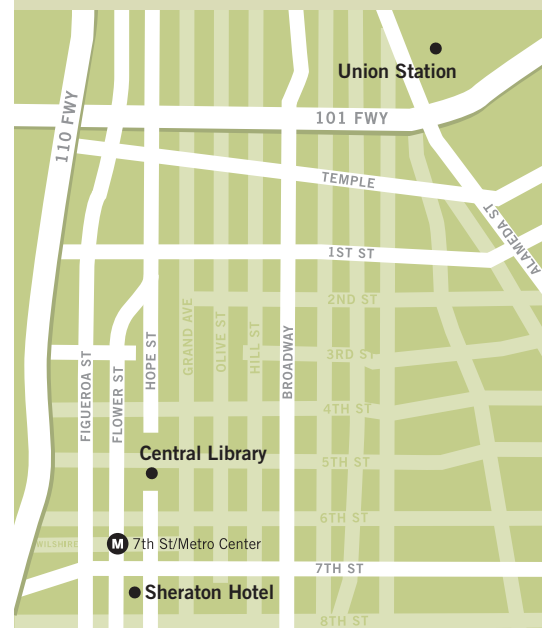 Union Station
110 FWY
101 FWY
TEMPLE
ALAMEDA ST
1ST ST
2ND ST
GRAND AVE
OLIVE ST
HILL ST
BROADWAY
HOPE ST
FIGUEROA ST
FLOWER ST
3RD ST
4TH ST
Central Library
5TH ST
6TH ST
WILSHIRE
M 7th St/Metro Center
7TH ST
Sheraton Hotel
8TH ST